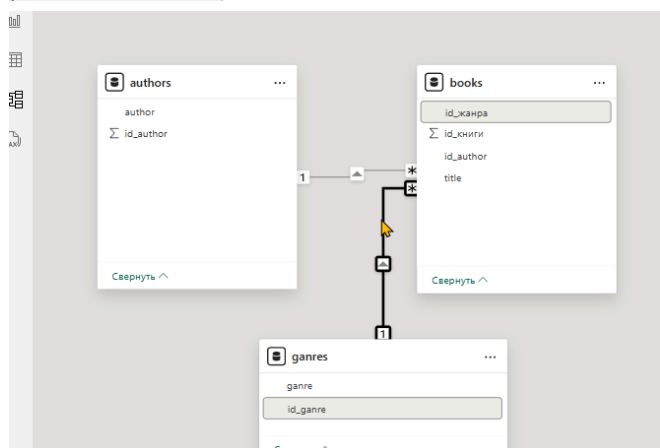 authors
...
author
Σ id_author
Свернуть
books
...
id_жанра
Σ id_книги
id_author
title
Свернуть
1
*
*
1
ganres
...
ganre
id_ganre